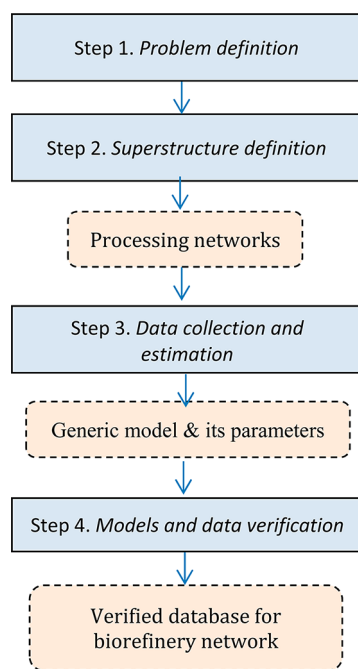 Step 1. Problem definition
Step 2. Superstructure definition
Processing networks
Step 3. Data collection and
estimation
Generic model & its parameters
Step 4. Models and data verification
Verified database for
biorefinery network